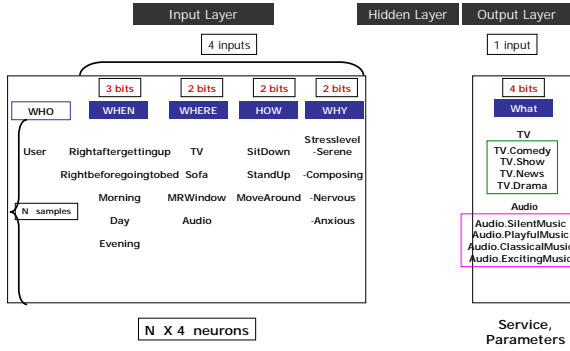 Input Layer
Hidden Layer
Output Layer
4 inputs
1 input
3 bits
2 bits
2 bits
2 bits
4 bits
WHO
WHEN
WHERE
HOW
WHY
What
User
Rightaftergettingup
Rightbeforegoingtobed
Morning
Day
Evening
TV
Sofa
MRWindow
Audio
SitDown
StandUp
MoveAround
Stresslevel
-Serene
-Composing
-Nervous
-Anxious
TV
TV.Comedy
TV.Show
TV.News
TV.Drama
Audio
Audio.SilentMusic
Audio.PlayfulMusic
Audio.ClassicalMusic
Audio.ExcitingMusic
N samples
N X 4 neurons
Service,
Parameters